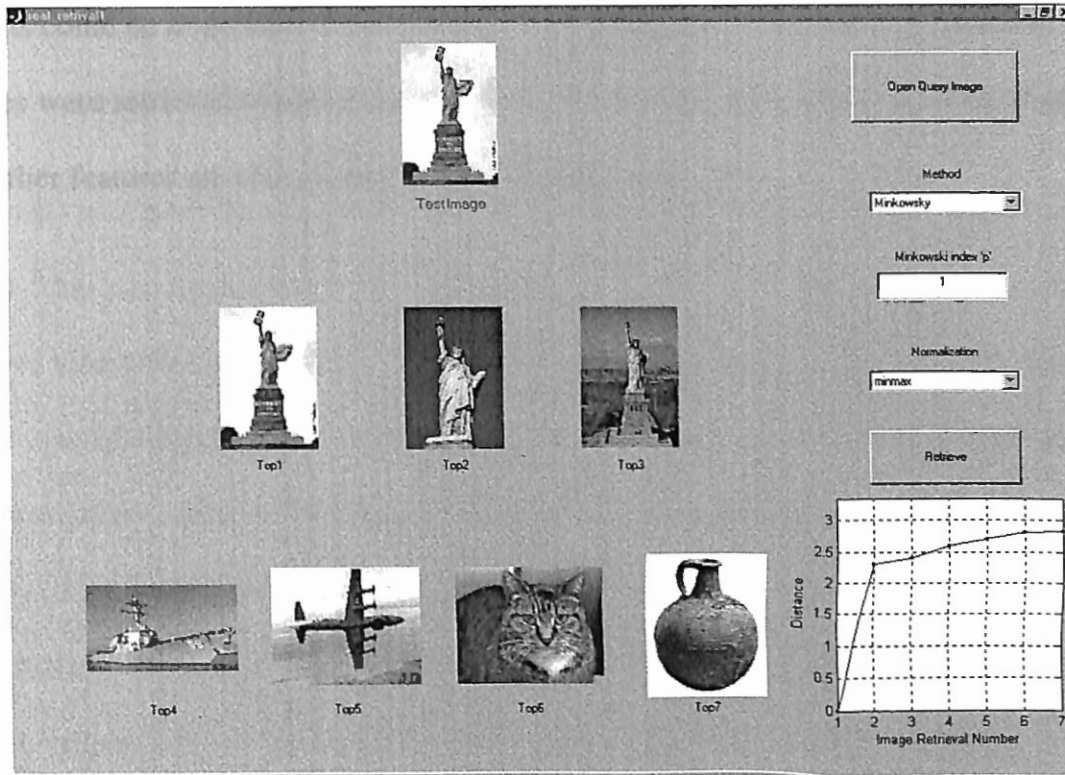 Open Query Image
Test Image
Method
Minkowsky
Minkowski index 'p'
1
Normalization
minmax
Retrieve
Top1
Top2
Top3
Top4
Top5
Top6
Top7
Distance
3
2.5
2
1.5
1
0.5
0
1 2 3 4 5 6 7
Image Retrieval Number